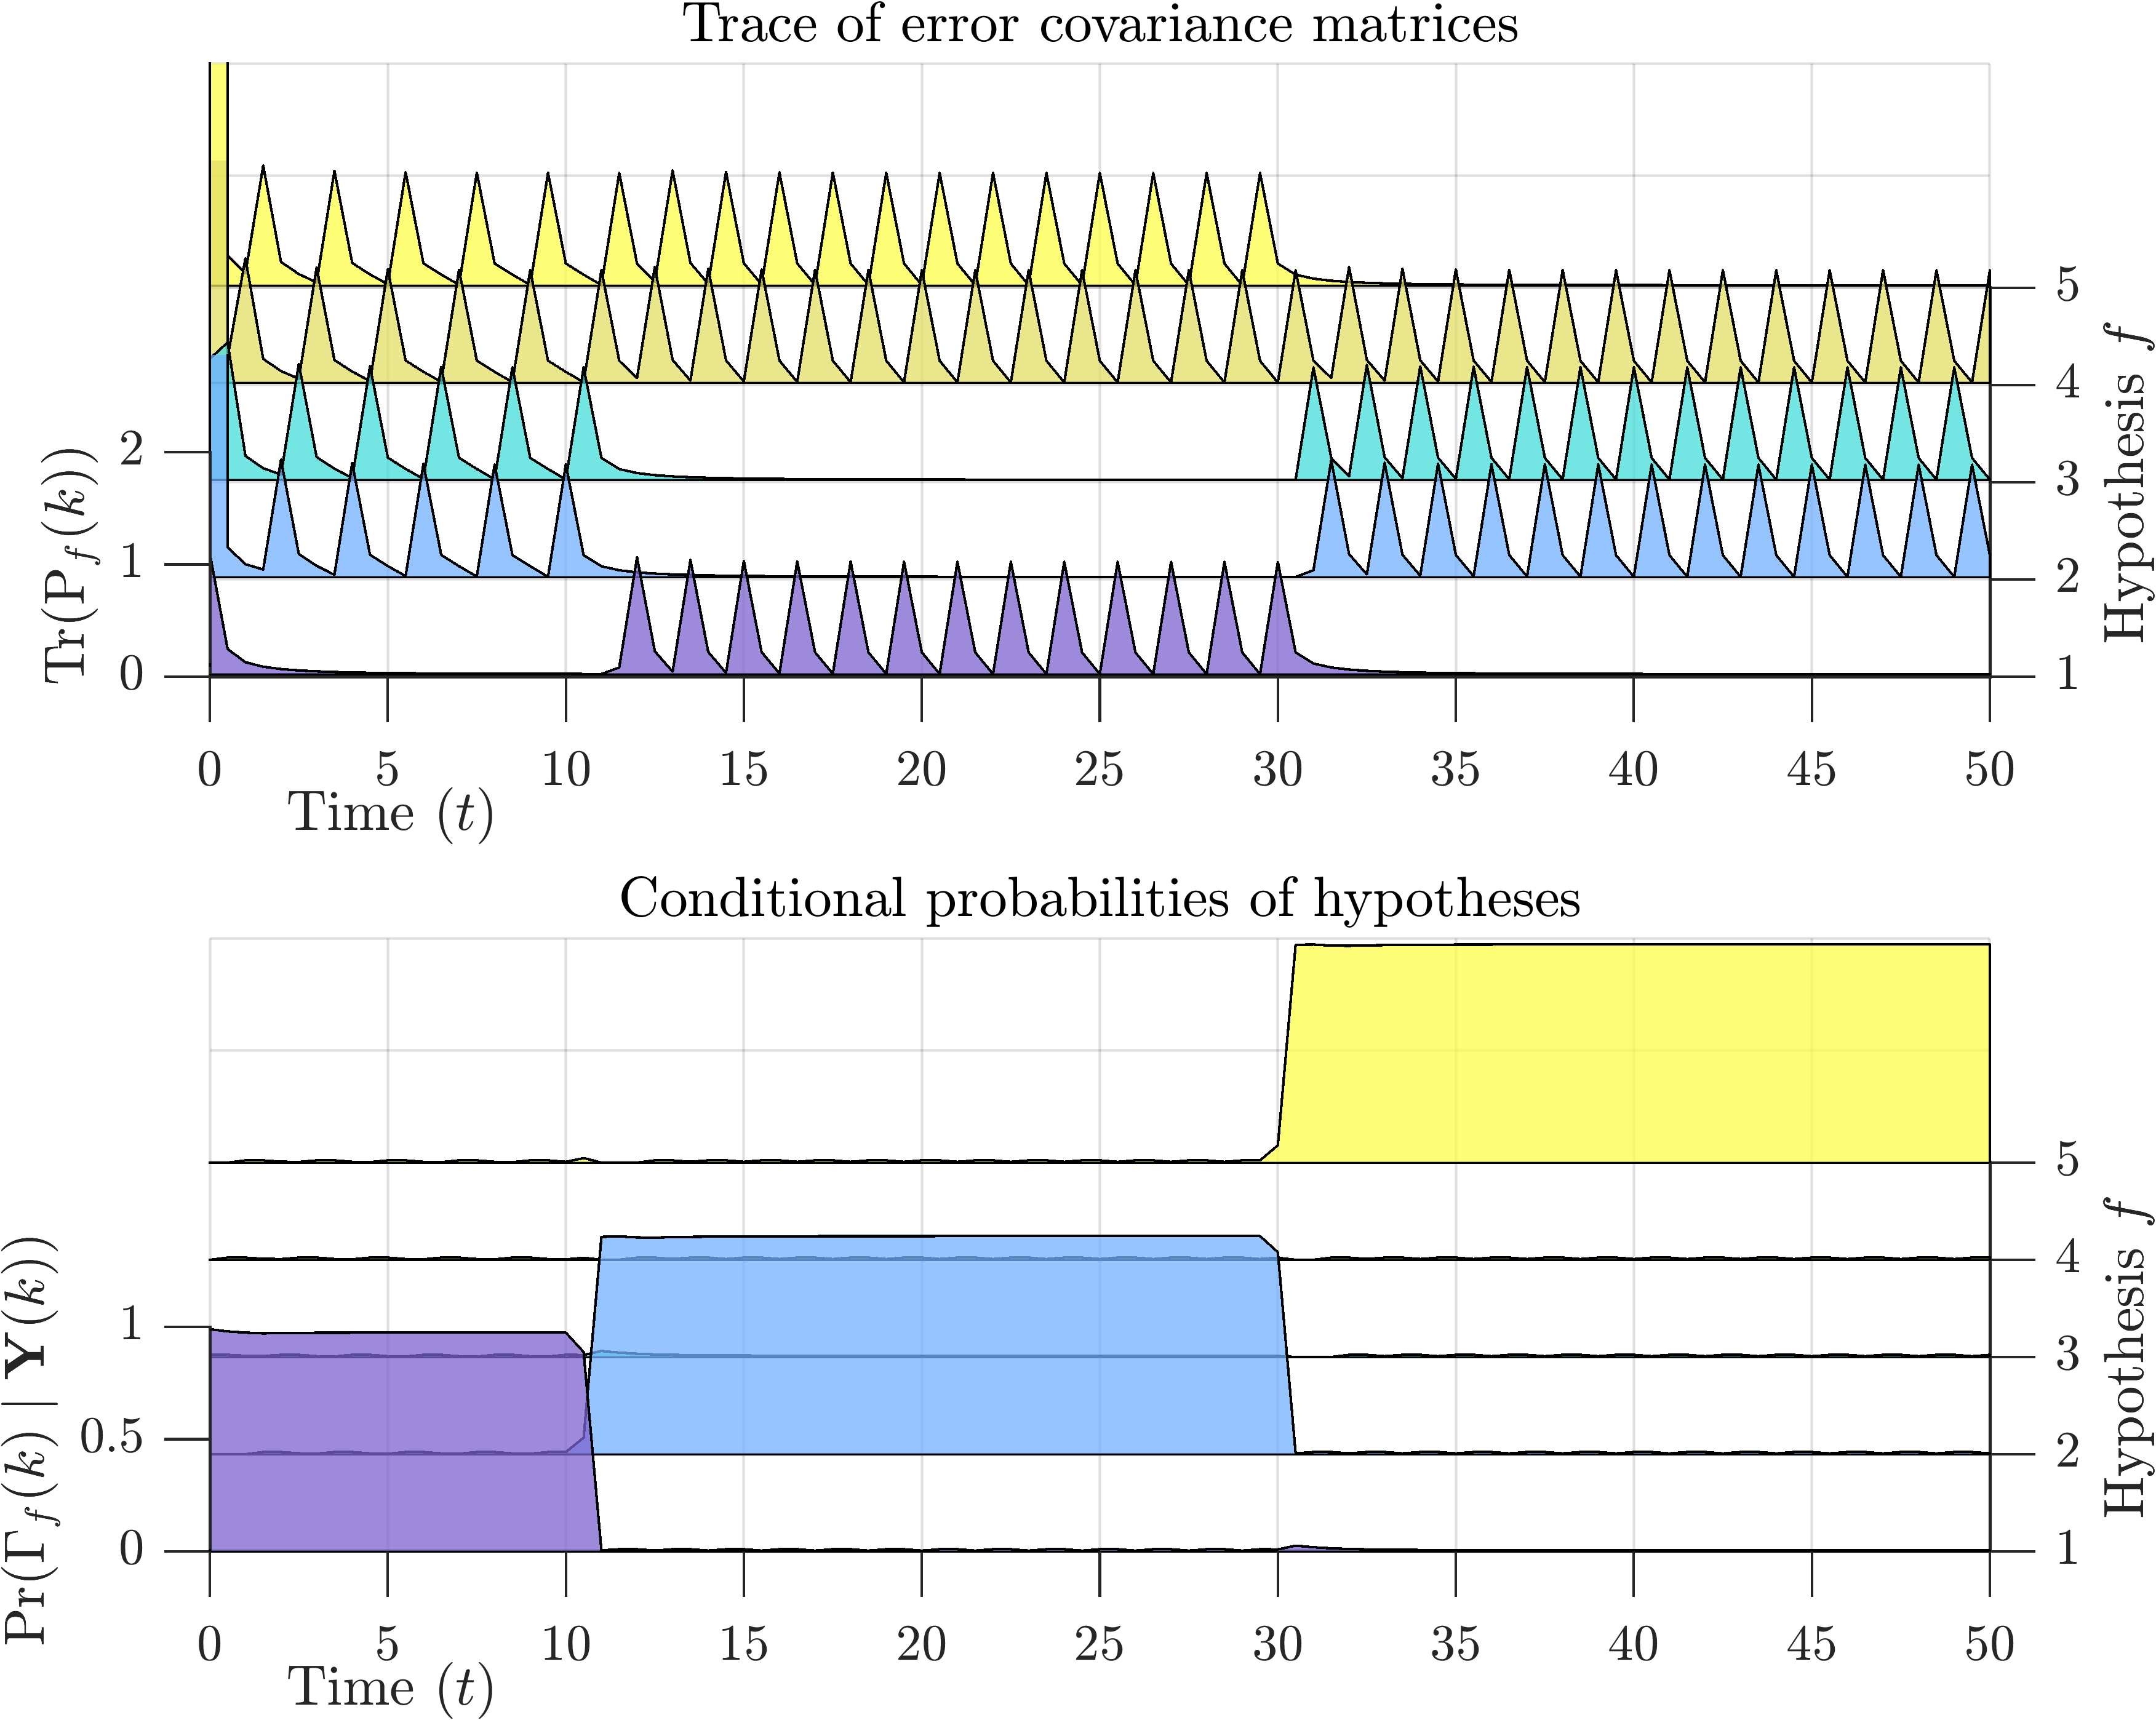 Trace of error covariance matrices
Tr(P_f(k))
2
1
0
5
4
3
2
1
Hypothesis f
0 5 10 15 20 25 30 35 40 45 50
Time (t)
Conditional probabilities of hypotheses
Pr(Γ_f(k) | Y(k))
1
0.5
0
5
4
3
2
1
Hypothesis f
0 5 10 15 20 25 30 35 40 45 50
Time (t)